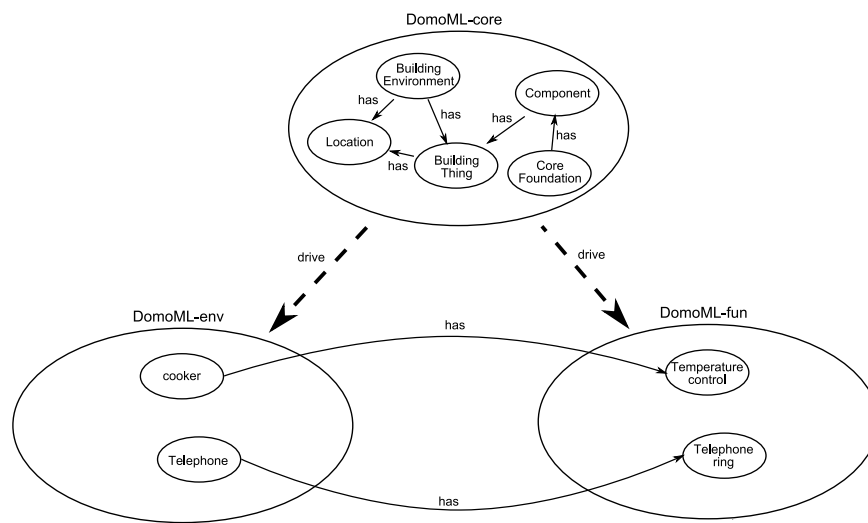 DomoML-core
Building
Environment
Component
has
has
has
has
Location
has
Building
Thing
Core
Foundation
drive
drive
DomoML-env
DomoML-fun
has
cooker
Temperature
control
Telephone
Telephone
ring
has